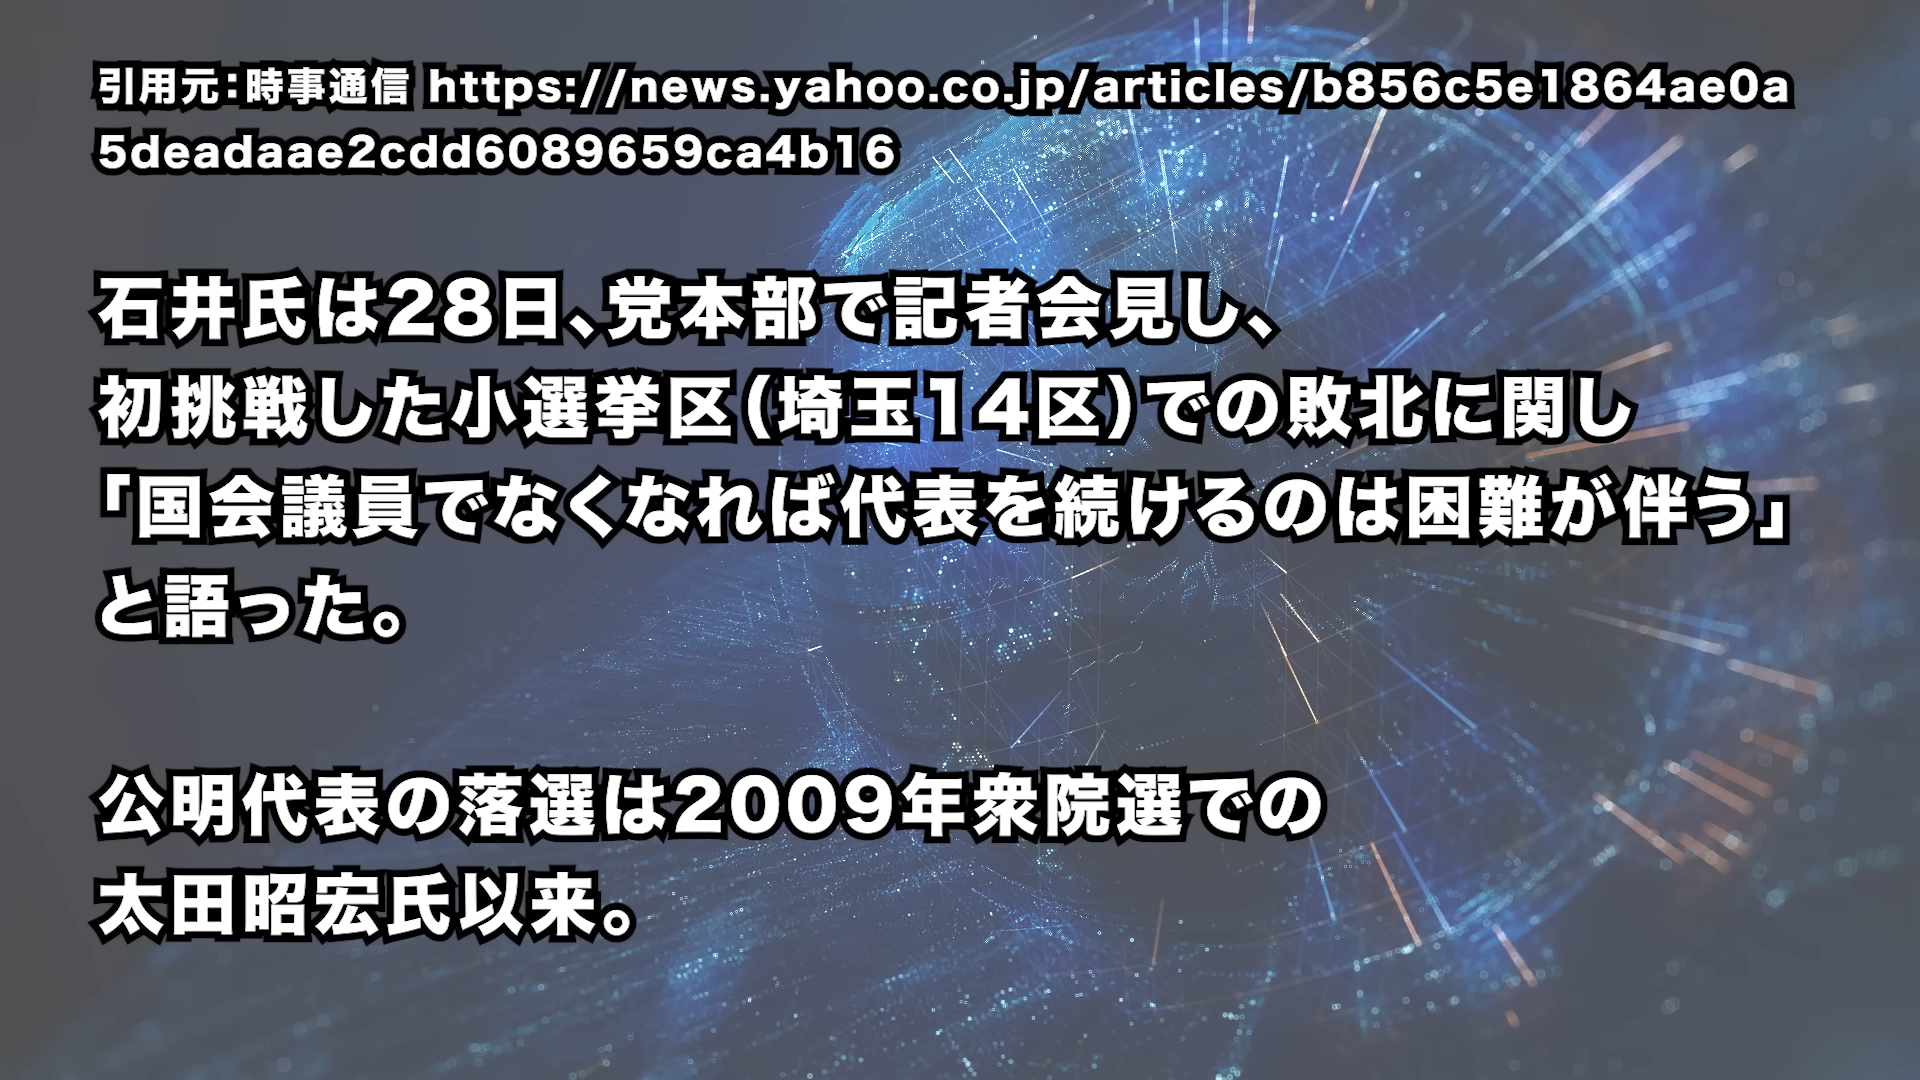 引用元：時事通信 https://news.yahoo.co.jp/articles/b856c5e1864ae0a
5deadaae2cdd6089659ca4b16
石井氏は28日、党本部で記者会見し、
初挑戦した小選挙区（埼玉14区）での敗北に関し
「国会議員でなくなれば代表を続けるのは困難が伴う」
と語った。
公明代表の落選は2009年衆院選での
太田昭宏氏以来。